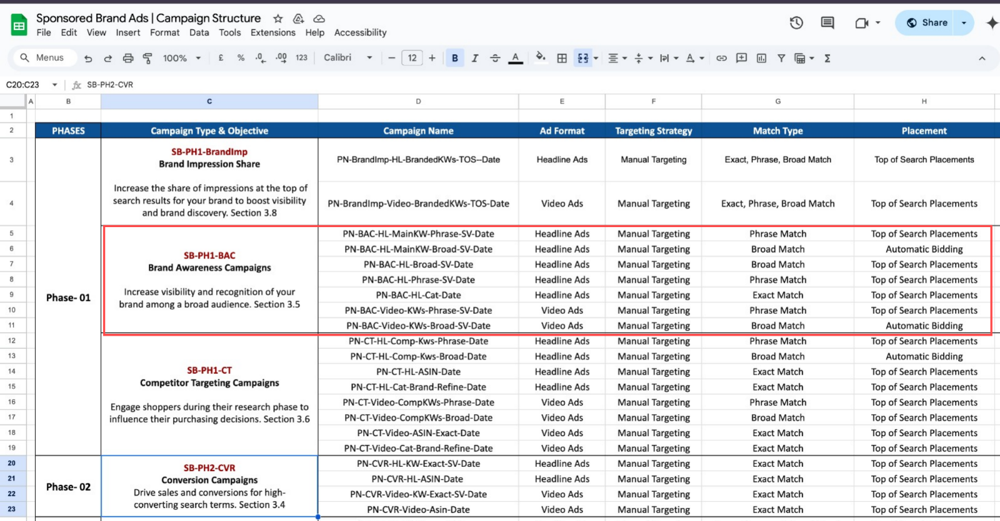 Sponsored Brand Ads | Campaign Structure
File Edit View Insert Format Data Tools Extensions Help Accessibility
Share
Menus 100% £ % .0 .00 123 Calibri 12 B I A
C20:C23 fx SB-PH2-CVR
A B C D E F G H
1
2 PHASES Campaign Type & Objective Campaign Name Ad Format Targeting Strategy Match Type Placement
Phase- 01
SB-PH1-BrandImp
Brand Impression Share
Increase the share of impressions at the top of
search results for your brand to boost visibility
and brand discovery. Section 3.8
3 PN-BrandImp-HL-BrandedKWs-TOS--Date Headline Ads Manual Targeting Exact, Phrase, Broad Match Top of Search Placements
4 PN-BrandImp-Video-BrandedKWs-TOS-Date Video Ads Manual Targeting Exact, Phrase, Broad Match Top of Search Placements
SB-PH1-BAC
Brand Awareness Campaigns
Increase visibility and recognition of your
brand among a broad audience. Section 3.5
5 PN-BAC-HL-MainKW-Phrase-SV-Date Headline Ads Manual Targeting Phrase Match Top of Search Placements
6 PN-BAC-HL-MainKW-Broad-SV-Date Headline Ads Manual Targeting Broad Match Automatic Bidding
7 PN-BAC-HL-Broad-SV-Date Headline Ads Manual Targeting Broad Match Top of Search Placements
8 PN-BAC-HL-Phrase-SV-Date Headline Ads Manual Targeting Phrase Match Top of Search Placements
9 PN-BAC-HL-Cat-Date Headline Ads Manual Targeting Exact Match Top of Search Placements
10 PN-BAC-Video-KWs-Phrase-SV-Date Video Ads Manual Targeting Phrase Match Top of Search Placements
11 PN-BAC-Video-KWs-Broad-SV-Date Video Ads Manual Targeting Broad Match Automatic Bidding
SB-PH1-CT
Competitor Targeting Campaigns
Engage shoppers during their research phase to
influence their purchasing decisions. Section 3.6
12 PN-CT-HL-Comp-Kws-Phrase-Date Headline Ads Manual Targeting Phrase Match Top of Search Placements
13 PN-CT-HL-Comp-Kws-Broad-Date Headline Ads Manual Targeting Broad Match Automatic Bidding
14 PN-CT-HL-ASIN-Date Headline Ads Manual Targeting Exact Match Top of Search Placements
15 PN-CT-HL-Cat-Brand-Refine-Date Headline Ads Manual Targeting Exact Match Top of Search Placements
16 PN-CT-Video-CompKWs-Phrase-Date Video Ads Manual Targeting Phrase Match Top of Search Placements
17 PN-CT-Video-CompKWs-Broad-Date Video Ads Manual Targeting Broad Match Top of Search Placements
18 PN-CT-Video-ASIN-Exact-Date Video Ads Manual Targeting Exact Match Top of Search Placements
19 PN-CT-Video-Cat-Brand-Refine-Date Video Ads Manual Targeting Exact Match Top of Search Placements
Phase- 02
SB-PH2-CVR
Conversion Campaigns
Drive sales and conversions for high-
converting search terms. Section 3.4
20 PN-CVR-HL-KW-Exact-SV-Date Headline Ads Manual Targeting Exact Match Top of Search Placements
21 PN-CVR-HL-ASIN-Date Headline Ads Manual Targeting Exact Match Top of Search Placements
22 PN-CVR-Video-KW-Exact-SV-Date Video Ads Manual Targeting Exact Match Top of Search Placements
23 PN-CVR-Video-Asin-Date Video Ads Manual Targeting Exact Match Top of Search Placements